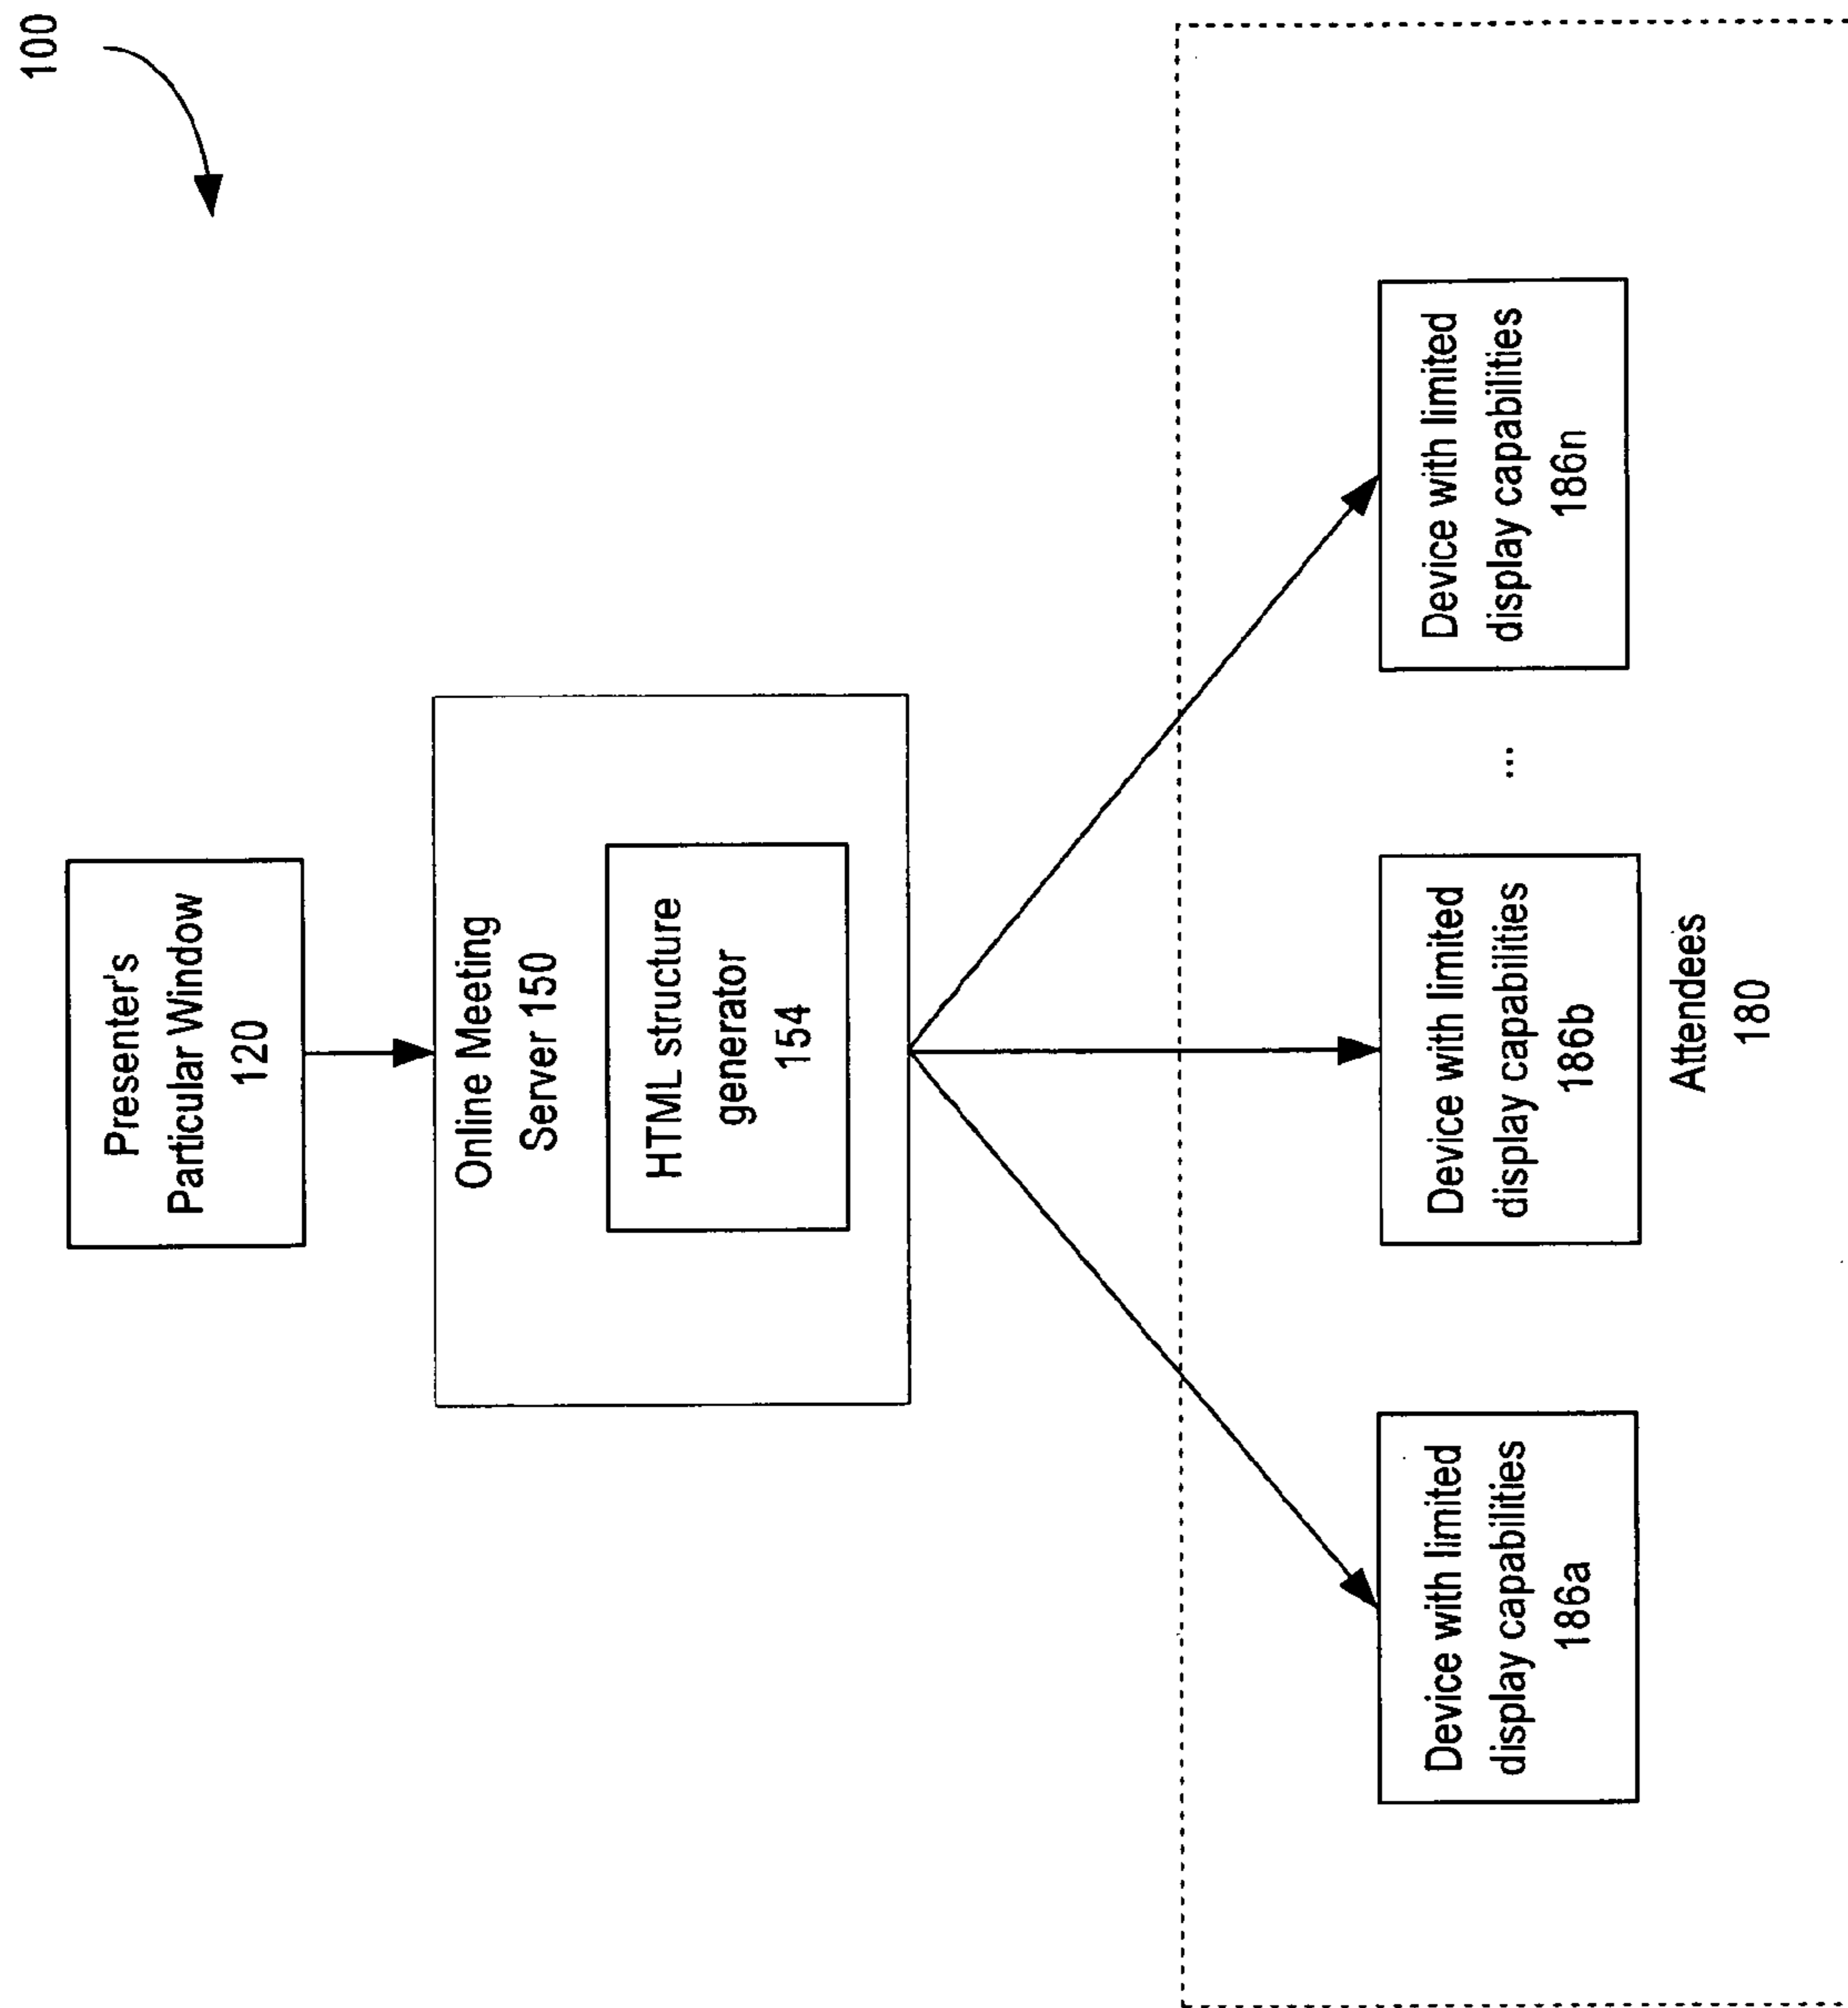 100
Presenter's
Particular Window
120
Online Meeting
Server 150
HTML structure
generator
154
Device with limited
display capabilities
186a
Device with limited
display capabilities
186b
...
Device with limited
display capabilities
186n
Attendees
180